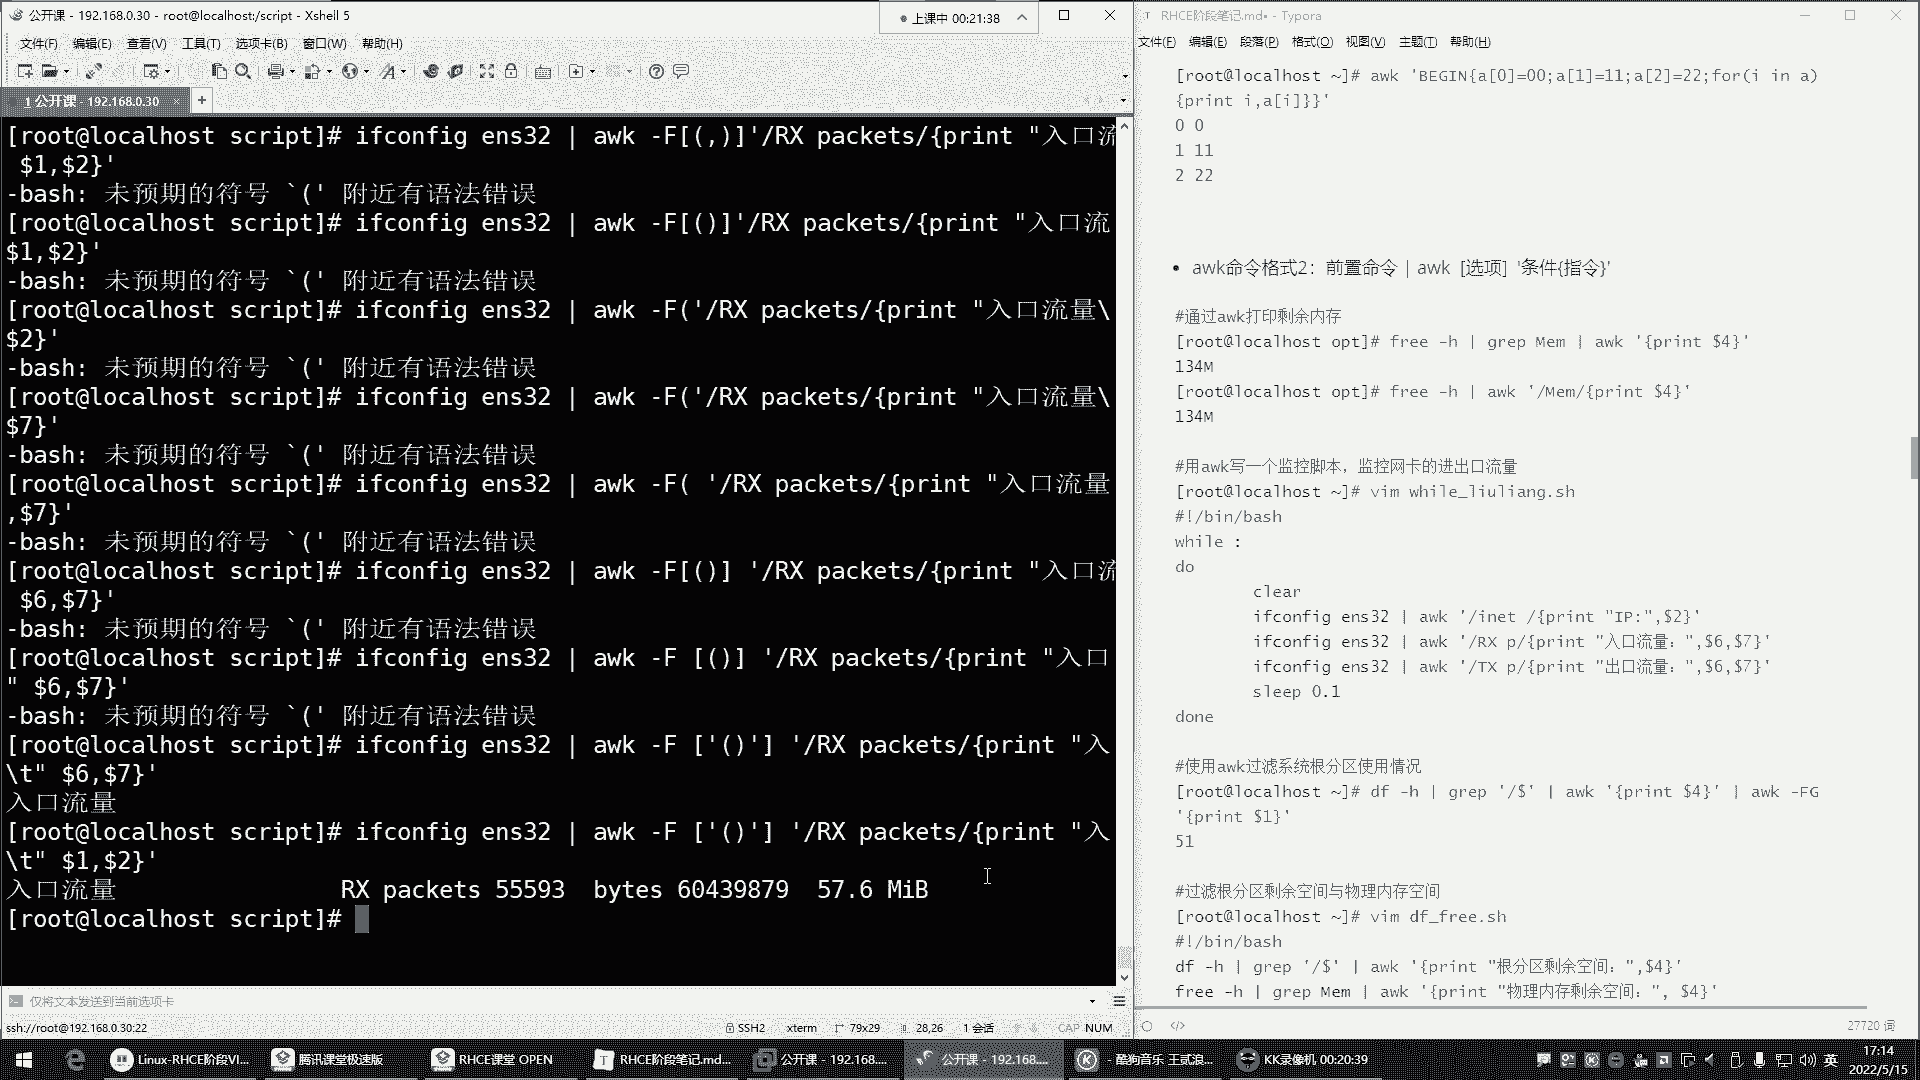 公开课 - 192.168.0.30 - root@localhost:/script - Xshell 5
上课中 00:21:38
文件(F) 编辑(E) 查看(V) 工具(T) 选项卡(B) 窗口(W) 帮助(H)
1 公开课 - 192.168.0.30 × +
[root@localhost script]# ifconfig ens32 | awk -F[(,)]'/RX packets/{print "入口流
 $1,$2}'
-bash: 未预期的符号 `(' 附近有语法错误
[root@localhost script]# ifconfig ens32 | awk -F[()]'/RX packets/{print "入口流
$1,$2}'
-bash: 未预期的符号 `(' 附近有语法错误
[root@localhost script]# ifconfig ens32 | awk -F('/RX packets/{print "入口流量\
$2}'
-bash: 未预期的符号 `(' 附近有语法错误
[root@localhost script]# ifconfig ens32 | awk -F('/RX packets/{print "入口流量\
$7}'
-bash: 未预期的符号 `(' 附近有语法错误
[root@localhost script]# ifconfig ens32 | awk -F( '/RX packets/{print "入口流量
,$7}'
-bash: 未预期的符号 `(' 附近有语法错误
[root@localhost script]# ifconfig ens32 | awk -F[()] '/RX packets/{print "入口流
 $6,$7}'
-bash: 未预期的符号 `(' 附近有语法错误
[root@localhost script]# ifconfig ens32 | awk -F [()] '/RX packets/{print "入口
" $6,$7}'
-bash: 未预期的符号 `(' 附近有语法错误
[root@localhost script]# ifconfig ens32 | awk -F ['()'] '/RX packets/{print "入
\t" $6,$7}'
入口流量
[root@localhost script]# ifconfig ens32 | awk -F ['()'] '/RX packets/{print "入
\t" $1,$2}'
入口流量 RX packets 55593 bytes 60439879 57.6 MiB
[root@localhost script]#
仅将文本发送到当前选项卡
ssh://root@192.168.0.30:22 SSH2 xterm 79x29 28,26 1 会话 CAP NUM
RHCE阶段笔记.md• - Typora
文件(F) 编辑(E) 段落(P) 格式(O) 视图(V) 主题(T) 帮助(H)
[root@localhost ~]# awk 'BEGIN{a[0]=00;a[1]=11;a[2]=22;for(i in a)
{print i,a[i]}}'
0 0
1 11
2 22
• awk命令格式2：前置命令 | awk [选项] '条件{指令}'
#通过awk打印剩余内存
[root@localhost opt]# free -h | grep Mem | awk '{print $4}'
134M
[root@localhost opt]# free -h | awk '/Mem/{print $4}'
134M
#用awk写一个监控脚本，监控网卡的进出口流量
[root@localhost ~]# vim while_liuliang.sh
#!/bin/bash
while :
do
clear
ifconfig ens32 | awk '/inet /{print "IP:",$2}'
ifconfig ens32 | awk '/RX p/{print "入口流量：",$6,$7}'
ifconfig ens32 | awk '/TX p/{print "出口流量：",$6,$7}'
sleep 0.1
done
#使用awk过滤系统根分区使用情况
[root@localhost ~]# df -h | grep '/$' | awk '{print $4}' | awk -FG
'{print $1}'
51
#过滤根分区剩余空间与物理内存空间
[root@localhost ~]# vim df_free.sh
#!/bin/bash
df -h | grep '/$' | awk '{print "根分区剩余空间：",$4}'
free -h | grep Mem | awk '{print "物理内存剩余空间：", $4}'
27720 词
Linux-RHCE阶段VI... 腾讯课堂极速版 RHCE课堂 OPEN RHCE阶段笔记.md... 公开课 - 192.168.... 公开课 - 192.168.... - 酷狗音乐 王贰浪... KK录像机 00:20:39 英 17:14
2022/5/15